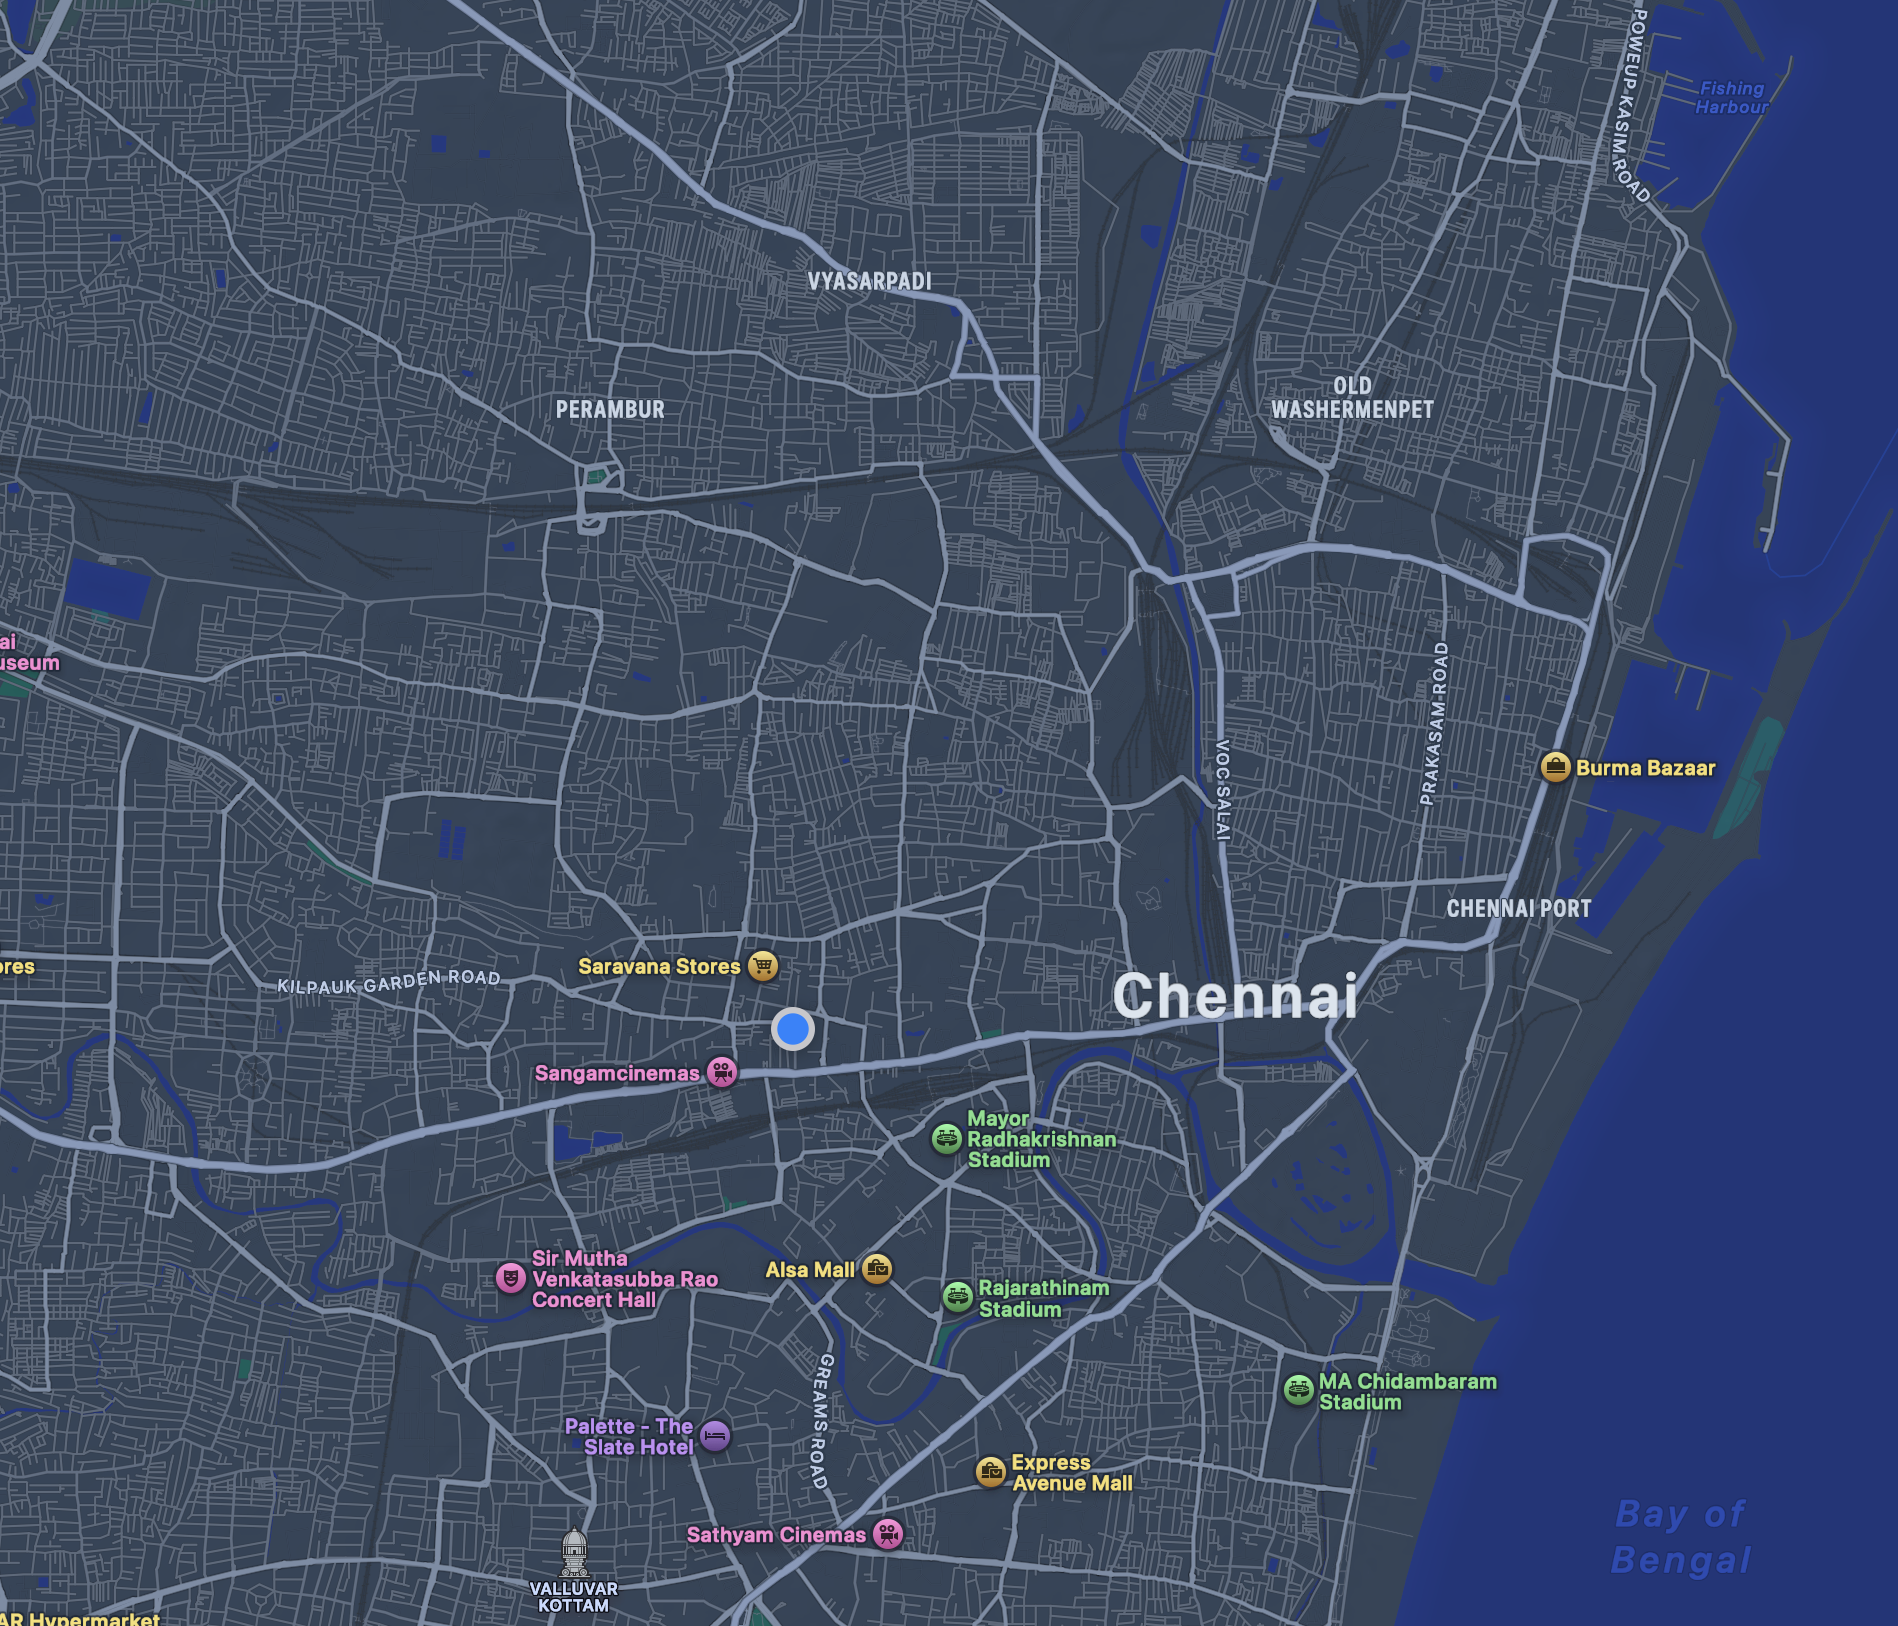 POWEUP KASIM ROAD
Fishing
Harbour
VYASARPADI
OLD
WASHERMENPET
PERAMBUR
ai
useum
PRAKASAM ROAD
VOC SALAI
Burma Bazaar
CHENNAI PORT
ores
Saravana Stores
KILPAUK GARDEN ROAD
Chennai
Sangamcinemas
Mayor
Radhakrishnan
Stadium
Sir Mutha
Venkatasubba Rao
Concert Hall
Alsa Mall
Rajarathinam
Stadium
GREAMS ROAD
MA Chidambaram
Stadium
Palette - The
Slate Hotel
Express
Avenue Mall
Sathyam Cinemas
Bay of
Bengal
VALLUVAR
KOTTAM
AR Hypermarket